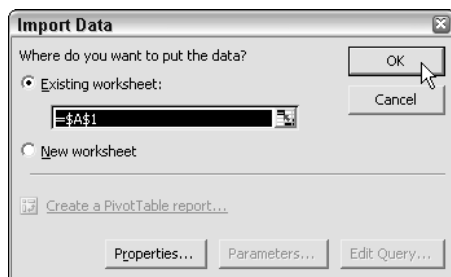 Import Data
Where do you want to put the data?
OK
Existing worksheet:
Cancel
=$A$1
New worksheet
Create a PivotTable report...
Properties...
Parameters...
Edit Query...